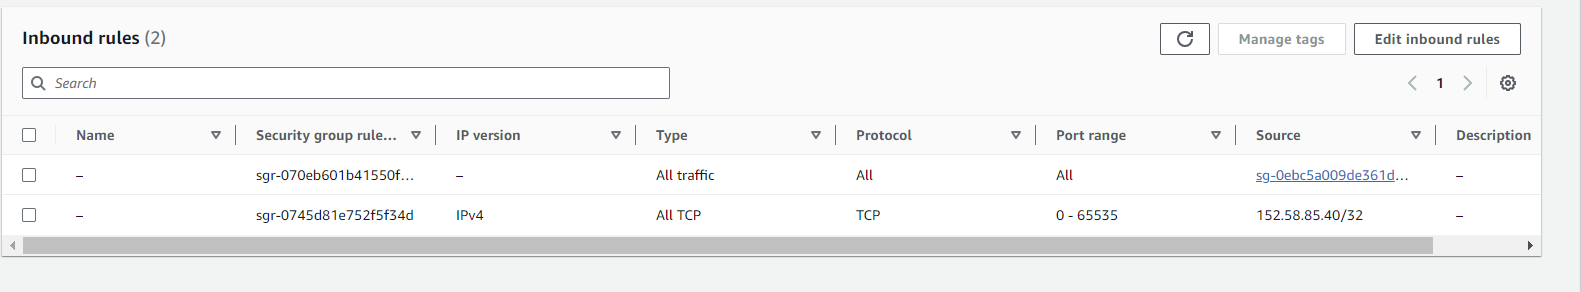 Inbound rules (2)
Manage tags
Edit inbound rules
Search
1
Name Security group rule... IP version Type Protocol Port range Source Description
– sgr-070eb601b41550f... – All traffic All All sg-0ebc5a009de361d... –
– sgr-0745d81e752f5f34d IPv4 All TCP TCP 0 - 65535 152.58.85.40/32 –